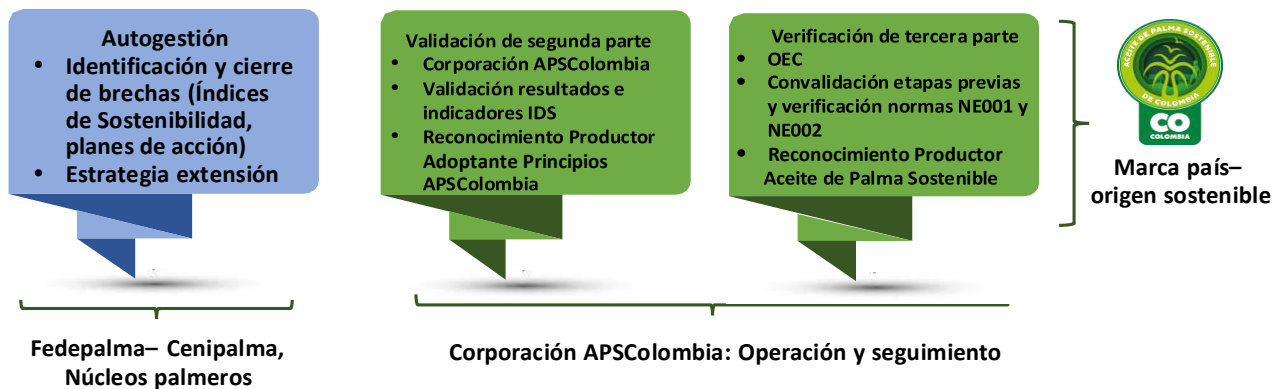 Autogestión
• Identificación y cierre
de brechas (Índices
de Sostenibilidad,
planes de acción)
• Estrategia extensión
Validación de segunda parte
• Corporación APSColombia
• Validación resultados e
indicadores IDS
• Reconocimiento Productor
Adoptante Principios
APSColombia
Verificación de tercera parte
• OEC
• Convalidación etapas previas
y verificación normas NE001 y
NE002
• Reconocimiento Productor
Aceite de Palma Sostenible
ACEITE DE PALMA SOSTENIBLE
DE COLOMBIA
CO
COLOMBIA
Marca país–
origen sostenible
Fedepalma– Cenipalma,
Núcleos palmeros
Corporación APSColombia: Operación y seguimiento